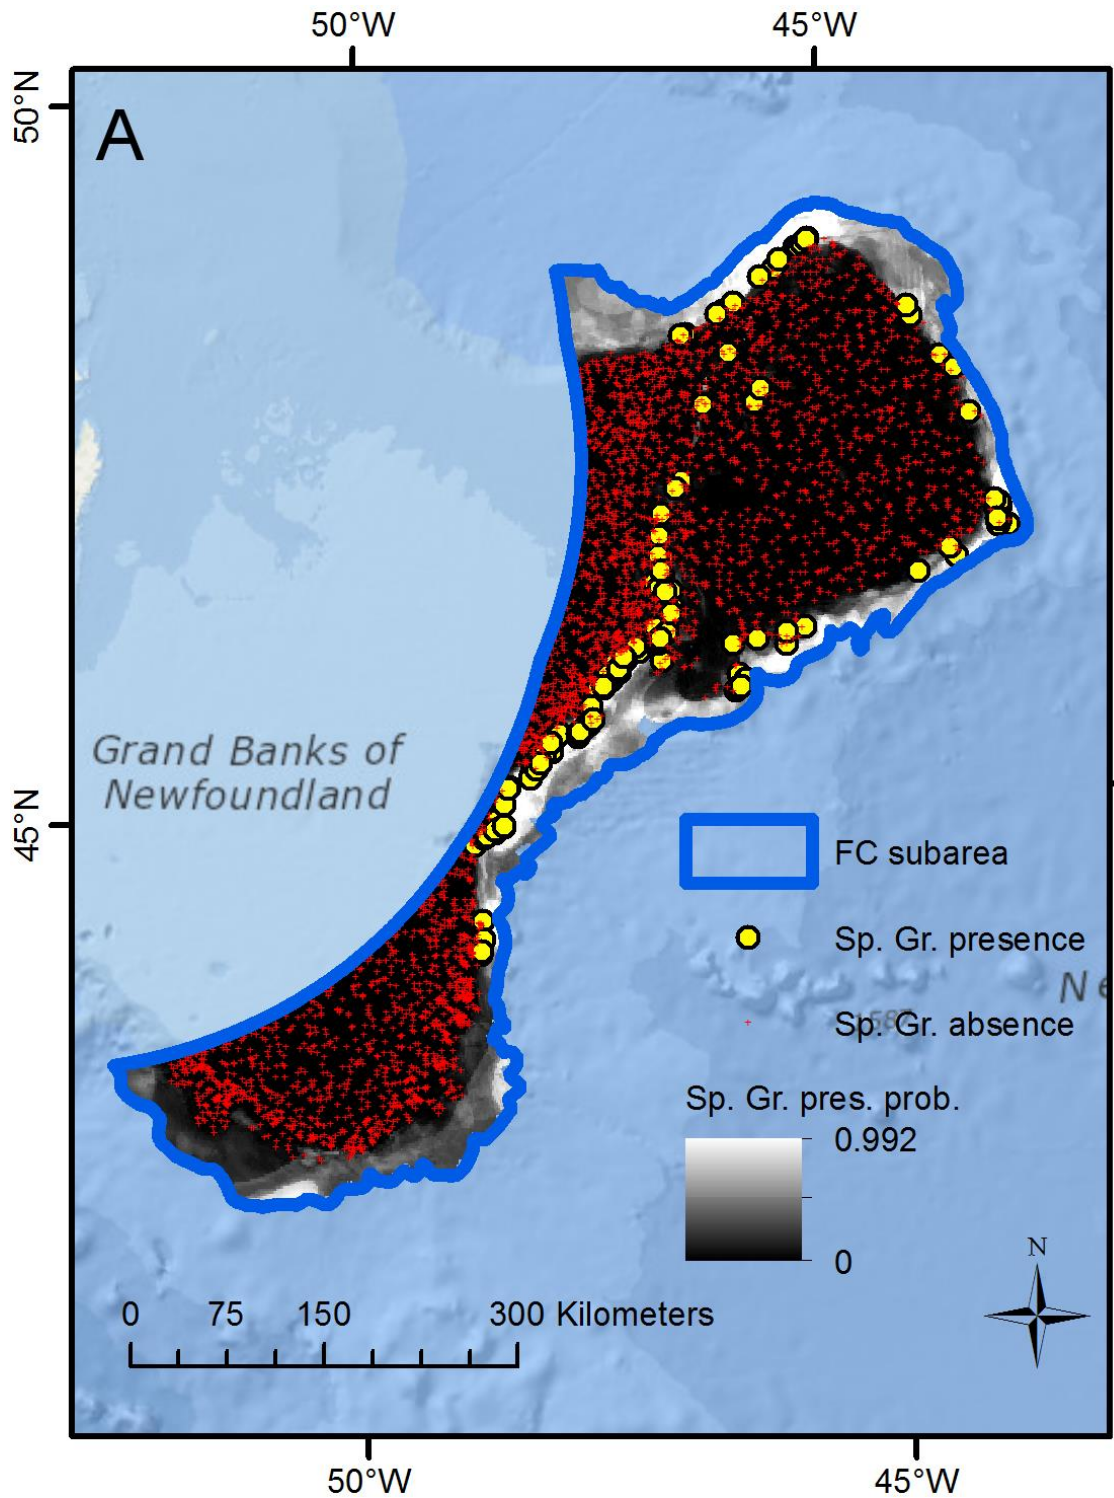 50°W 45°W
50°N
A
Grand Banks of
Newfoundland
45°N
FC subarea
Sp. Gr. presence
Ne
Sp. Gr. absence
Sp. Gr. pres. prob.
0.992
0
N
0 75 150 300 Kilometers
50°W 45°W